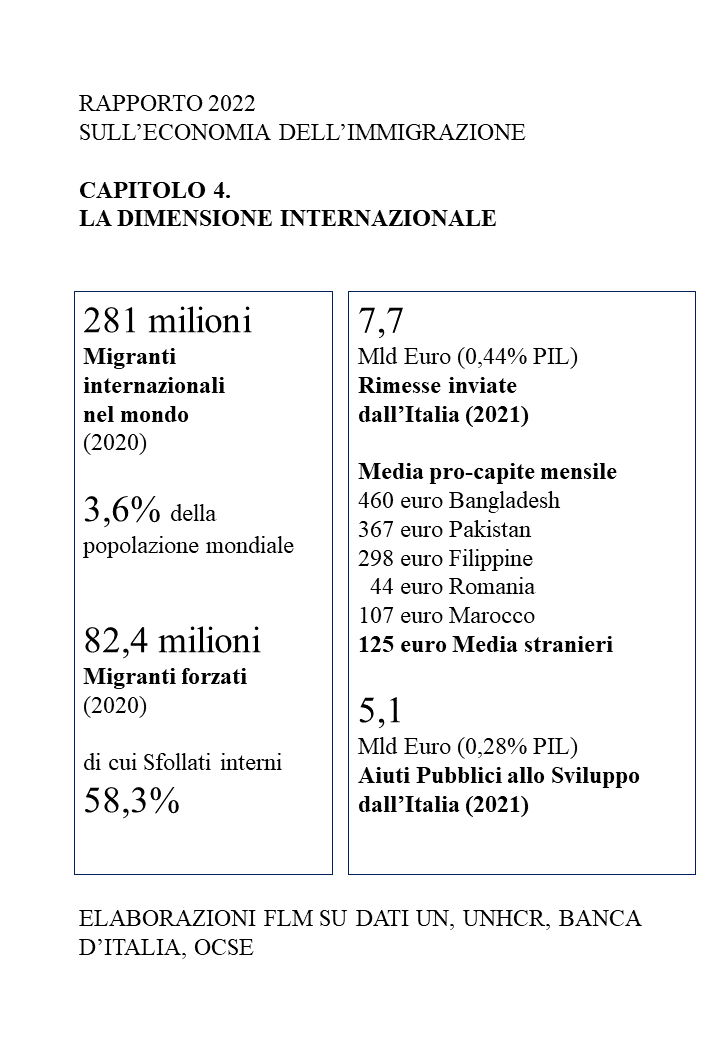 RAPPORTO 2022
SULL’ECONOMIA DELL’IMMIGRAZIONE
CAPITOLO 4.
LA DIMENSIONE INTERNAZIONALE
281 milioni
Migranti
internazionali
nel mondo
(2020)
3,6% della
popolazione mondiale
82,4 milioni
Migranti forzati
(2020)
di cui Sfollati interni
58,3%
7,7
Mld Euro (0,44% PIL)
Rimesse inviate
dall’Italia (2021)
Media pro-capite mensile
460 euro Bangladesh
367 euro Pakistan
298 euro Filippine
44 euro Romania
107 euro Marocco
125 euro Media stranieri
5,1
Mld Euro (0,28% PIL)
Aiuti Pubblici allo Sviluppo
dall’Italia (2021)
ELABORAZIONI FLM SU DATI UN, UNHCR, BANCA
D’ITALIA, OCSE